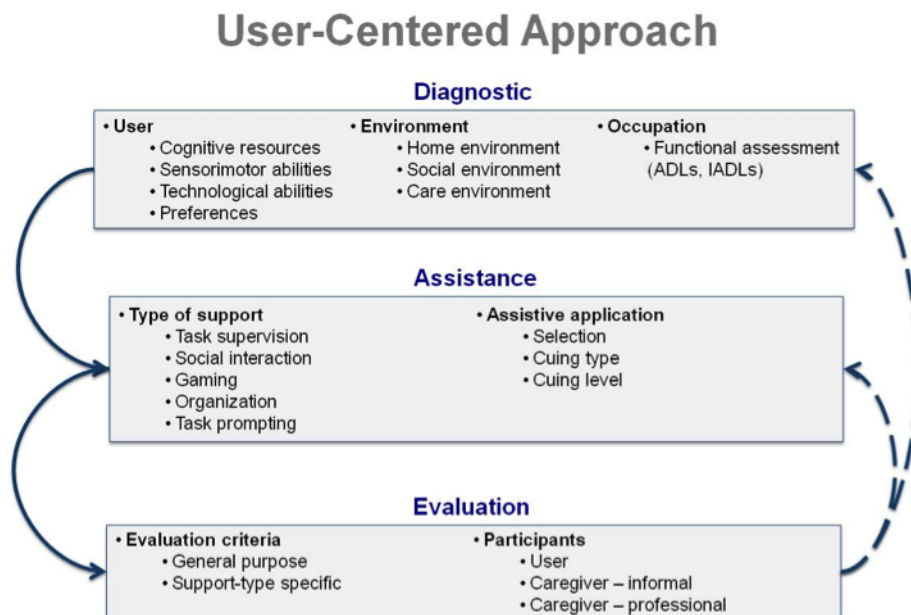 User-Centered Approach
Diagnostic
• User
• Cognitive resources
• Sensorimotor abilities
• Technological abilities
• Preferences
• Environment
• Home environment
• Social environment
• Care environment
• Occupation
• Functional assessment
(ADLs, IADLs)
Assistance
• Type of support
• Task supervision
• Social interaction
• Gaming
• Organization
• Task prompting
• Assistive application
• Selection
• Cuing type
• Cuing level
Evaluation
• Evaluation criteria
• General purpose
• Support-type specific
• Participants
• User
• Caregiver – informal
• Caregiver – professional